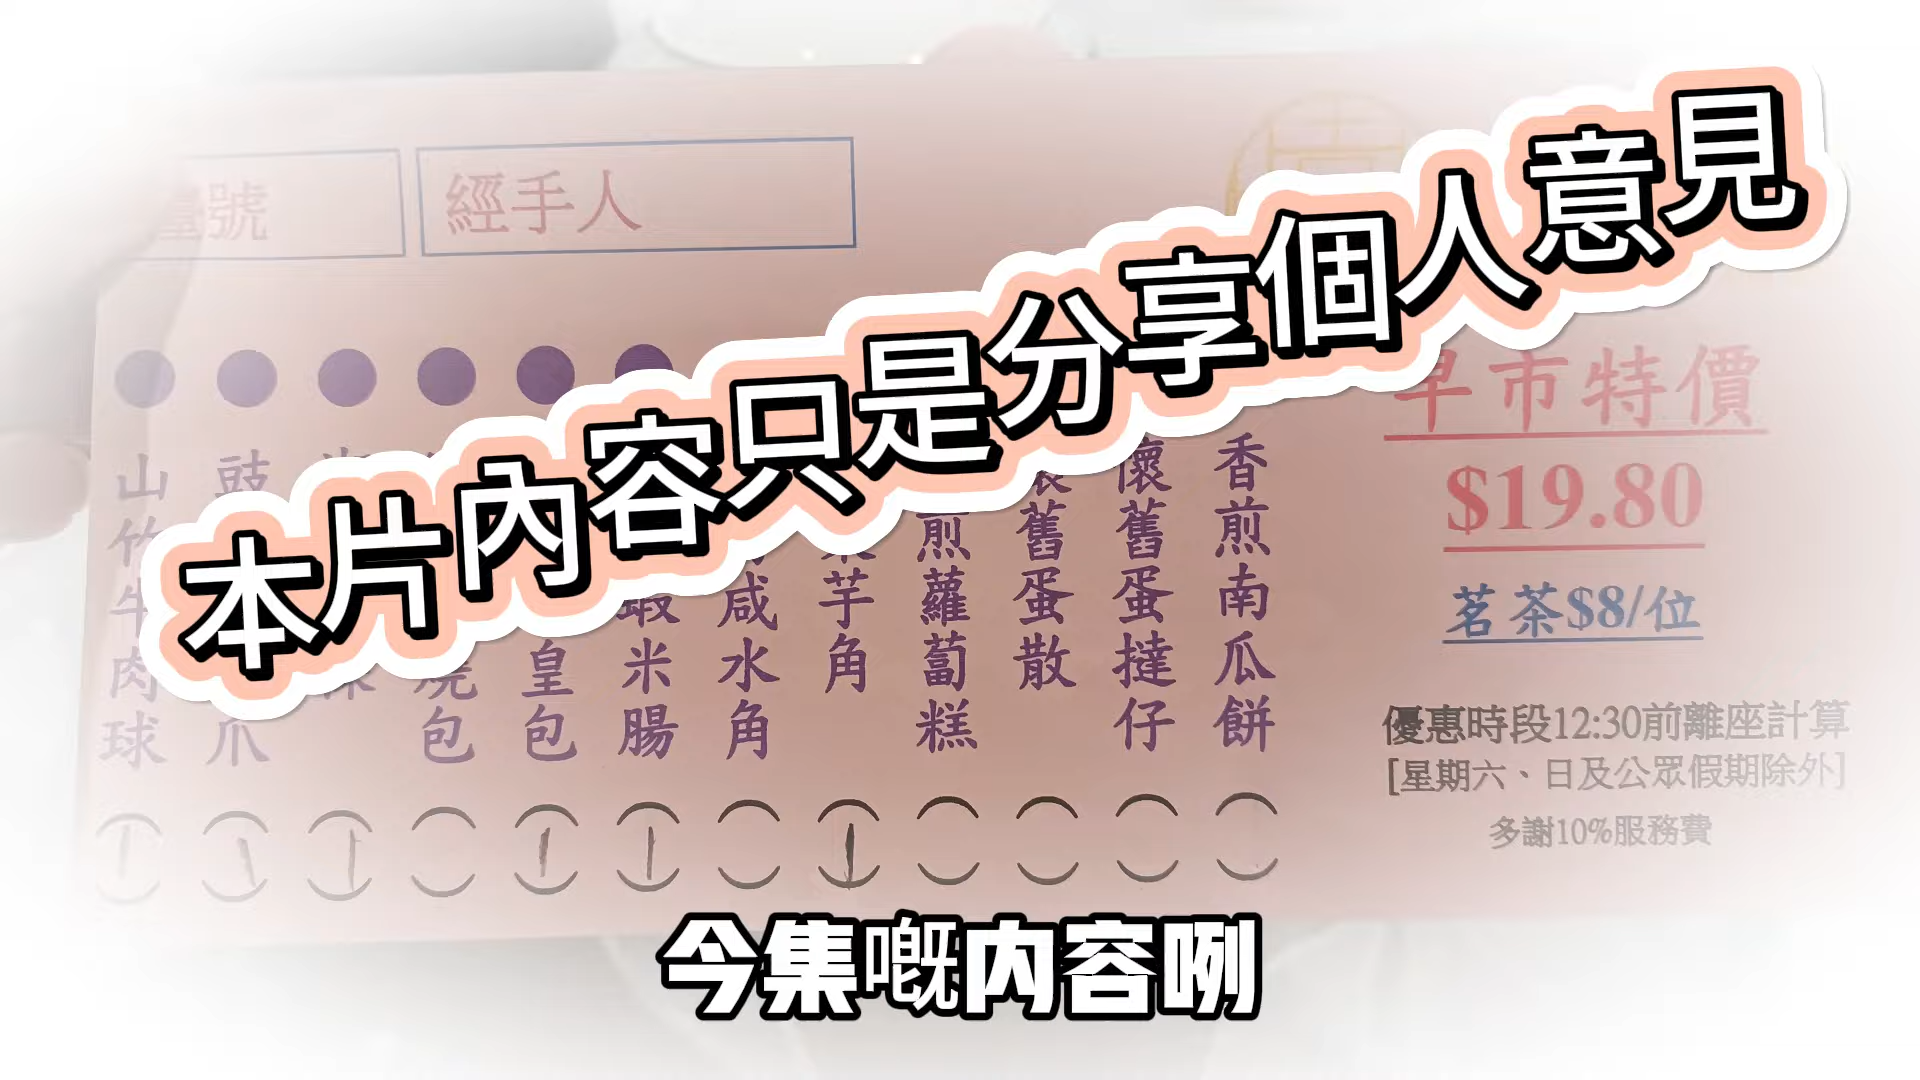 本片內容只是分享個人意見
號
經手人
山竹牛肉球
豉爪
燒包
皇包
蝦米腸
咸水角
芋角
煎蘿蔔糕
懷舊蛋散
懷舊蛋撻仔
香煎南瓜餅
早市特價
$19.80
茗茶$8/位
優惠時段12:30前離座計算
[星期六、日及公眾假期除外]
多謝10%服務費
今集嘅内容咧